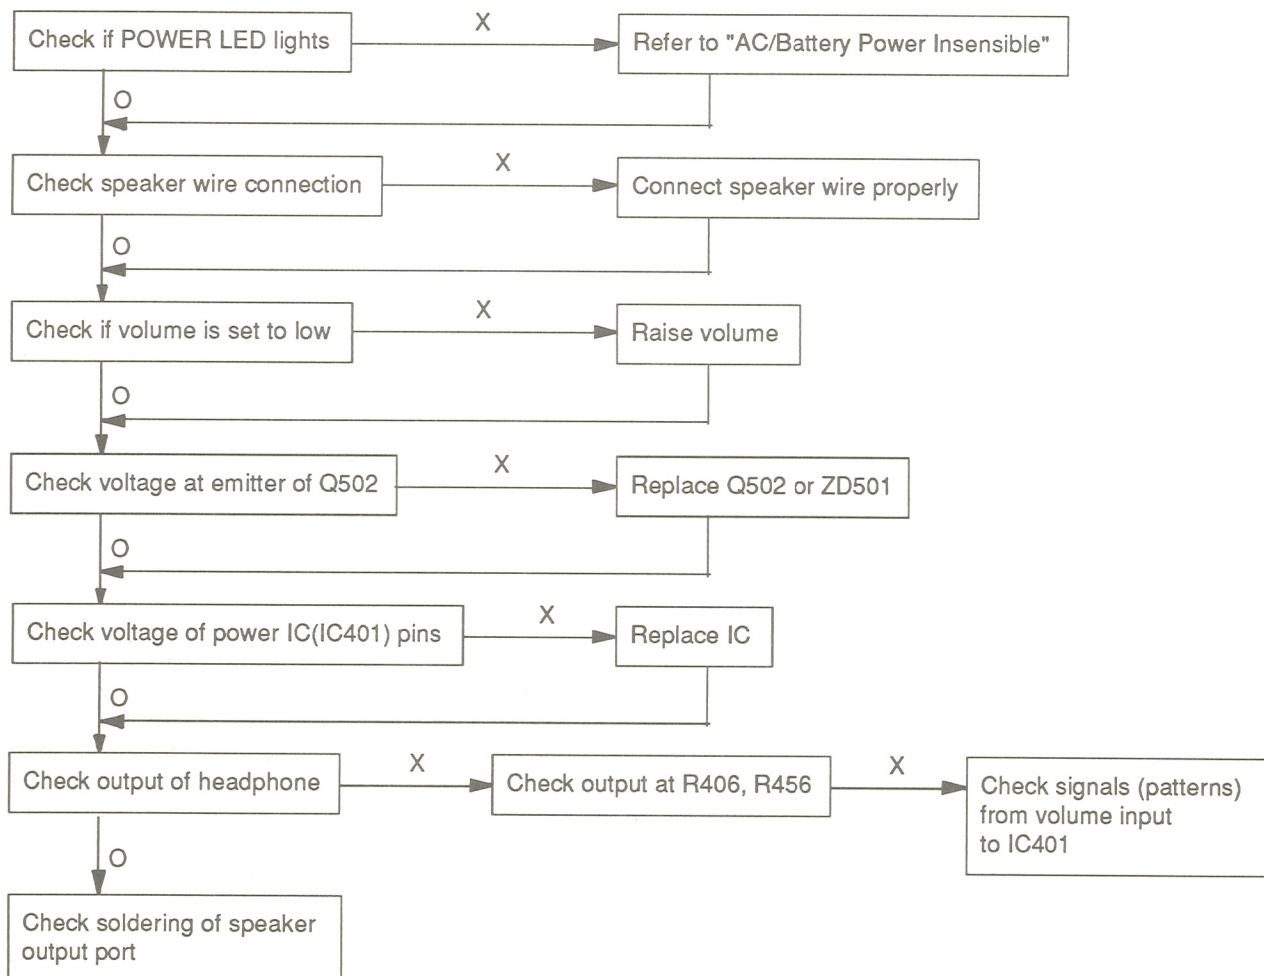 Check if POWER LED lights
X
Refer to "AC/Battery Power Insensible"
O
Check speaker wire connection
X
Connect speaker wire properly
O
Check if volume is set to low
X
Raise volume
O
Check voltage at emitter of Q502
X
Replace Q502 or ZD501
O
Check voltage of power IC(IC401) pins
X
Replace IC
O
Check output of headphone
X
Check output at R406, R456
X
Check signals (patterns)
from volume input
to IC401
O
Check soldering of speaker
output port